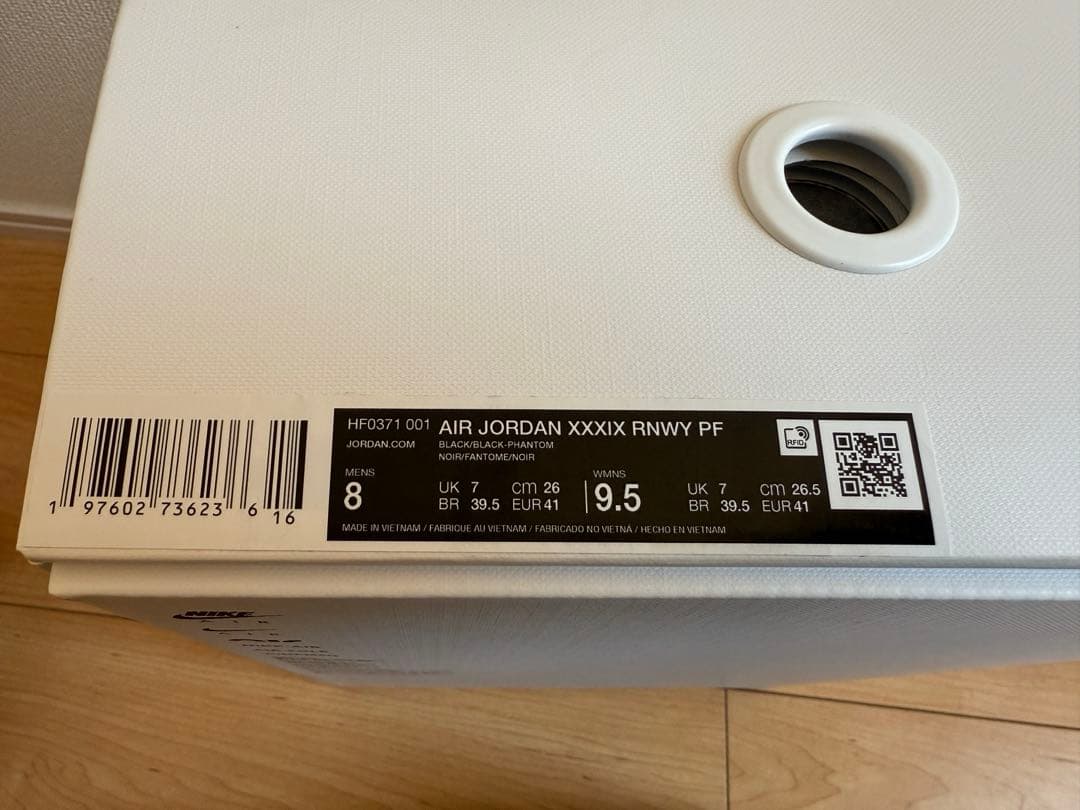 HF0371 001 AIR JORDAN XXXIX RNWY PF
JORDAN.COM
BLACK/BLACK-PHANTOM
NOIR/FANTOME/NOIR
RFID
MENS
8
UK 7 cm 26
BR 39.5 EUR 41
WMNS
9.5
UK 7 cm 26.5
BR 39.5 EUR 41
MADE IN VIETNAM / FABRIQUE AU VIETNAM / FABRICADO NO VIETNÃ / HECHO EN VIETNAM
1 97602 73623 6
16
NIKE
AIR